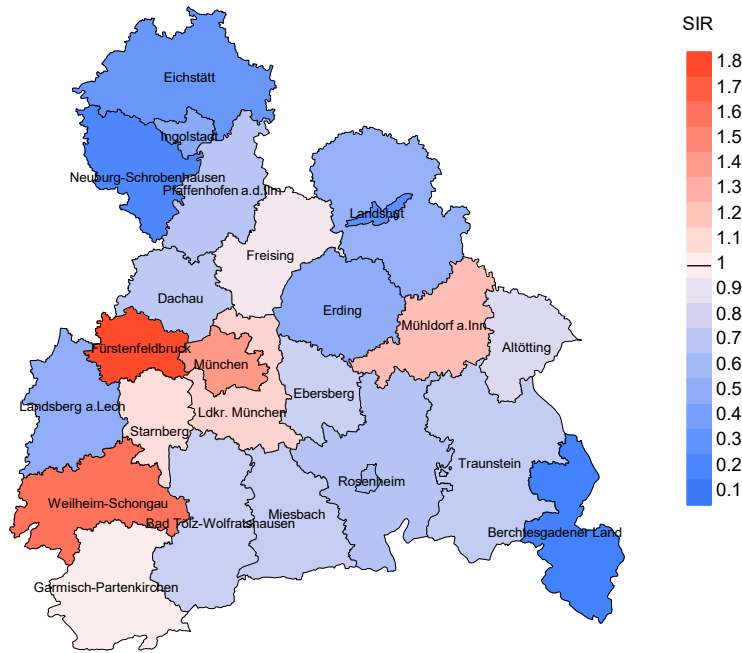 SIR
Eichstätt
Ingolstadt
Neuburg-Schrobenhausen
Pfaffenhofen a.d.Ilm
Landshut
Freising
Dachau
Erding
Mühldorf a.Inn
Altötting
Fürstenfeldbruck
München
Ebersberg
Landsberg a.Lech
Starnberg
Ldkr. München
Traunstein
Rosenheim
Weilheim-Schongau
Bad Tölz-Wolfratshausen
Miesbach
Berchtesgadener Land
Garmisch-Partenkirchen
1.8
1.7
1.6
1.5
1.4
1.3
1.2
1.1
1
0.9
0.8
0.7
0.6
0.5
0.4
0.3
0.2
0.1